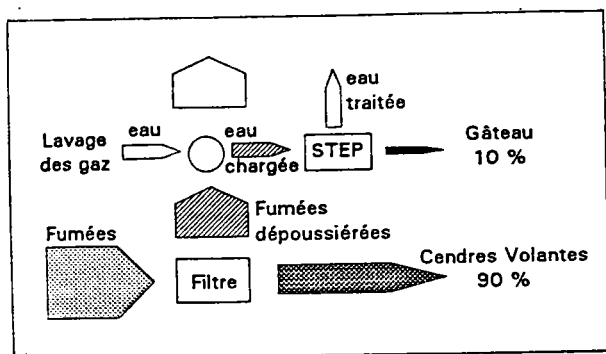 eau
traitée
Lavage
des gaz
eau
eau
chargée
STEP
Gâteau
10 %
Fumées
dépoussiérées
Fumées
Filtre
Cendres Volantes
90 %